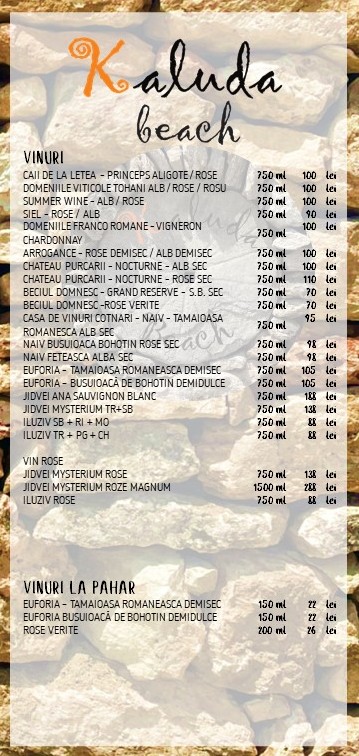 Kaluda
beach
VINURI
CAII DE LA LETEA - PRINCEPS ALIGOTE / ROSE 750 ml 100 lei
DOMENIILE VITICOLE TOHANI ALB / ROSE / ROSU 750 ml 100 lei
SUMMER WINE - ALB / ROSE 750 ml 100 lei
SIEL - ROSE / ALB 750 ml 90 lei
DOMENIILE FRANCO ROMANE - VIGNERON 750 ml 100 lei
CHARDONNAY
ARROGANCE - ROSE DEMISEC / ALB DEMISEC 750 ml 100 lei
CHATEAU PURCARII - NOCTURNE - ALB SEC 750 ml 100 lei
CHATEAU PURCARII - NOCTURNE - ROSE SEC 750 ml 110 lei
BECIUL DOMNESC - GRAND RESERVE - S.B. SEC 750 ml 70 lei
BECIUL DOMNESC -ROSE VERITE 750 ml 70 lei
CASA DE VINURI COTNARI - NAIV - TAMAIOASA 750 ml 95 lei
ROMANESCA ALB SEC
NAIV BUSUIOACA BOHOTIN ROSE SEC 750 ml 98 lei
NAIV FETEASCA ALBA SEC 750 ml 98 lei
EUFORIA - TAMAIOASA ROMANEASCA DEMISEC 750 ml 105 lei
EUFORIA - BUSUIOACĂ DE BOHOTIN DEMIDULCE 750 ml 105 lei
JIDVEI ANA SAUVIGNON BLANC 750 ml 188 lei
JIDVEI MYSTERIUM TR+SB 750 ml 138 lei
ILUZIV SB + RI + MO 750 ml 88 lei
ILUZIV TR + PG + CH 750 ml 88 lei
VIN ROSE
JIDVEI MYSTERIUM ROSE 750 ml 138 lei
JIDVEI MYSTERIUM ROZE MAGNUM 1500 ml 288 lei
ILUZIV ROSE 750 ml 88 lei
VINURI LA PAHAR
EUFORIA - TAMAIOASA ROMANEASCA DEMISEC 150 ml 22 lei
EUFORIA BUSUIOACĂ DE BOHOTIN DEMIDULCE 150 ml 22 lei
ROSE VERITE 200 ml 26 lei